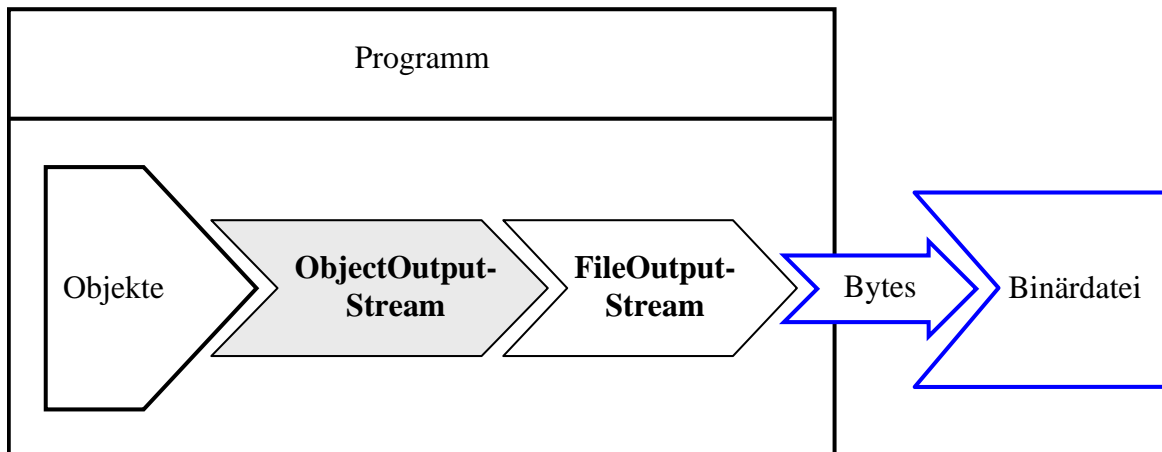 Programm
Objekte
ObjectOutput-
Stream
FileOutput-
Stream
Bytes
Binärdatei